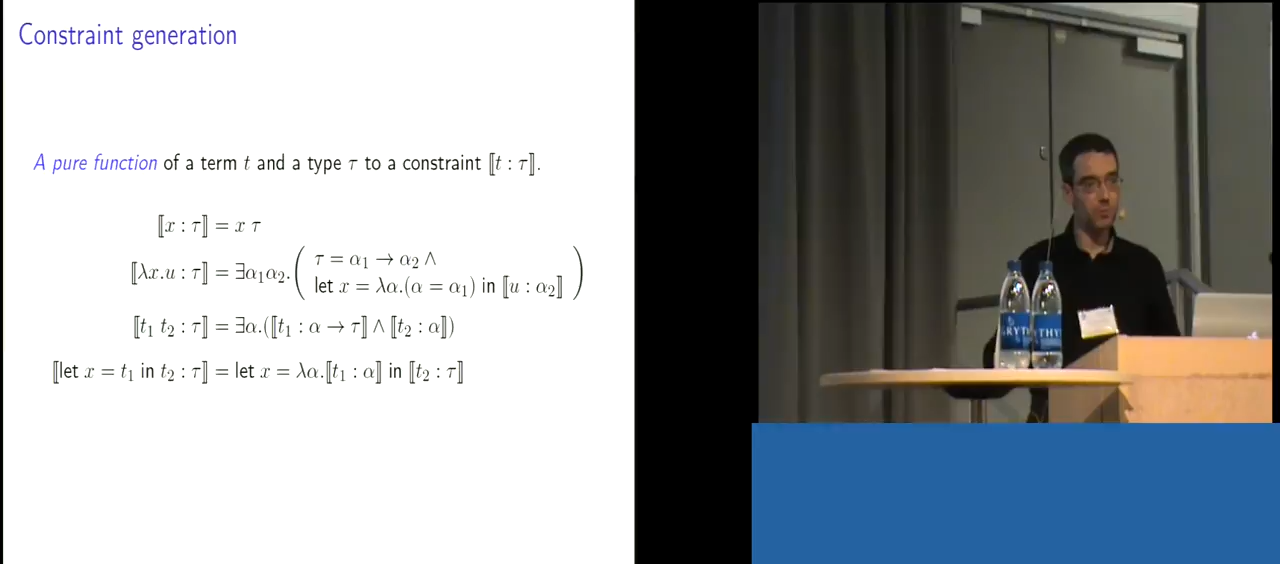 Constraint generation
A pure function of a term t and a type τ to a constraint ⟦t : τ⟧.
⟦x : τ⟧ = x τ
⟦λx.u : τ⟧ = ∃α₁α₂.( τ = α₁ → α₂ ∧
let x = λα.(α = α₁) in ⟦u : α₂⟧ )
⟦t₁ t₂ : τ⟧ = ∃α.(⟦t₁ : α → τ⟧ ∧ ⟦t₂ : α⟧)
⟦let x = t₁ in t₂ : τ⟧ = let x = λα.⟦t₁ : α⟧ in ⟦t₂ : τ⟧